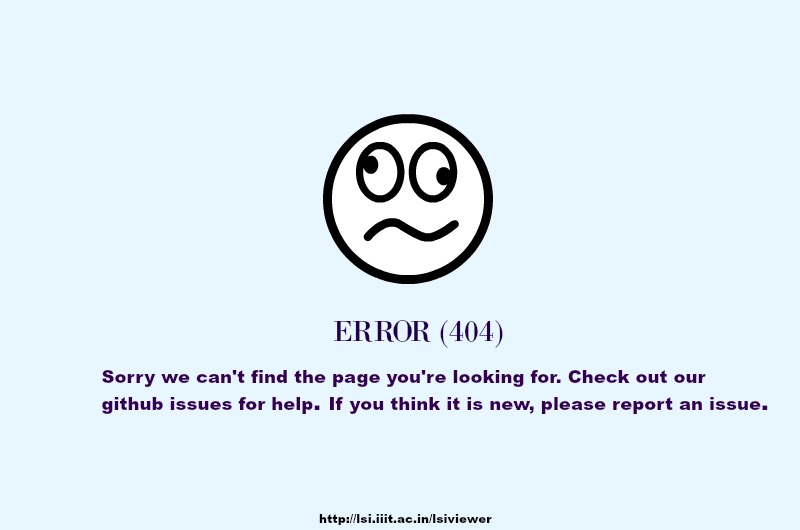 ERROR (404)
Sorry we can't find the page you're looking for. Check out our
github issues for help. If you think it is new, please report an issue.
http://lsi.iiit.ac.in/lsiviewer